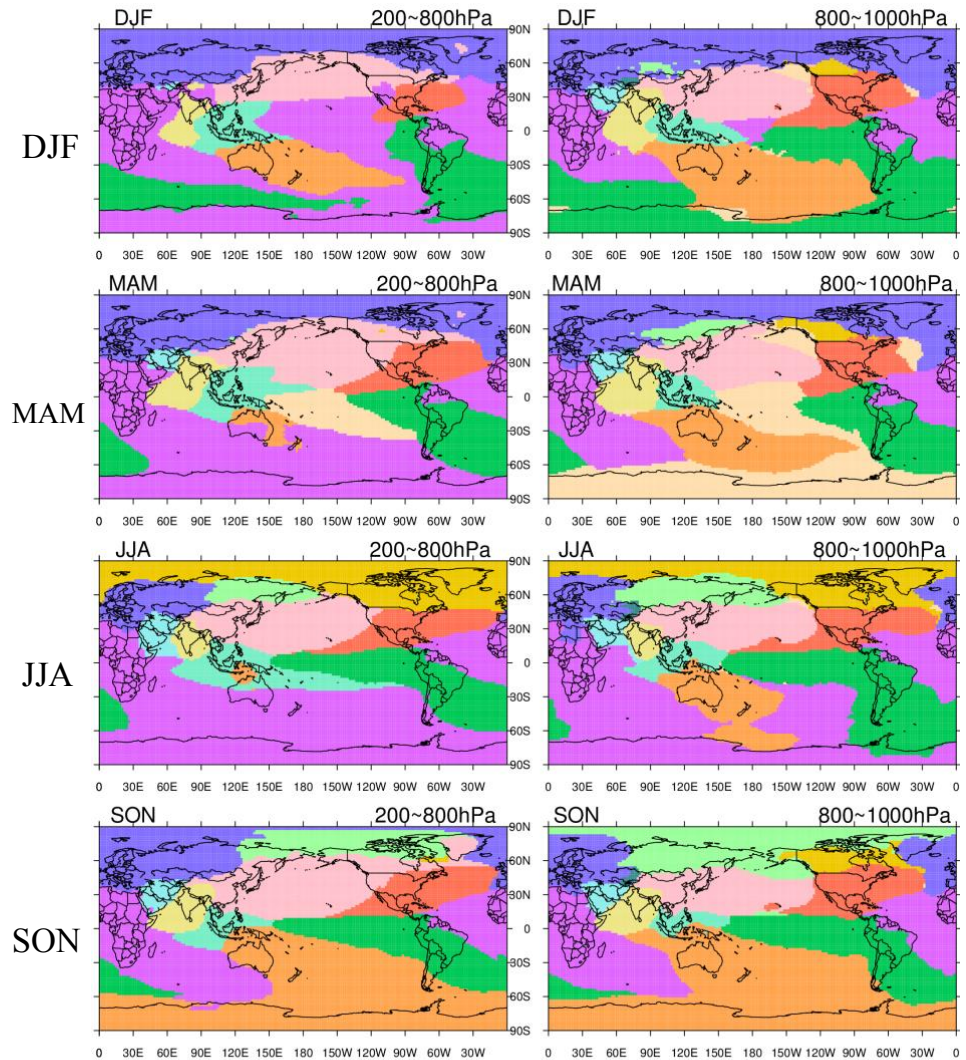 DJF 200~800hPa DJF 800~1000hPa
90N
60N
30N
DJF
0
30S
60S
90S
0 30E 60E 90E 120E 150E 180 150W 120W 90W 60W 30W 0 30E 60E 90E 120E 150E 180 150W 120W 90W 60W 30W 0
MAM 200~800hPa MAM 800~1000hPa
90N
60N
30N
MAM
0
30S
60S
90S
0 30E 60E 90E 120E 150E 180 150W 120W 90W 60W 30W 0 30E 60E 90E 120E 150E 180 150W 120W 90W 60W 30W 0
JJA 200~800hPa JJA 800~1000hPa
90N
60N
30N
JJA
0
30S
60S
90S
0 30E 60E 90E 120E 150E 180 150W 120W 90W 60W 30W 0 30E 60E 90E 120E 150E 180 150W 120W 90W 60W 30W 0
SON 200~800hPa SON 800~1000hPa
90N
60N
30N
SON
0
30S
60S
90S
0 30E 60E 90E 120E 150E 180 150W 120W 90W 60W 30W 0 30E 60E 90E 120E 150E 180 150W 120W 90W 60W 30W 0